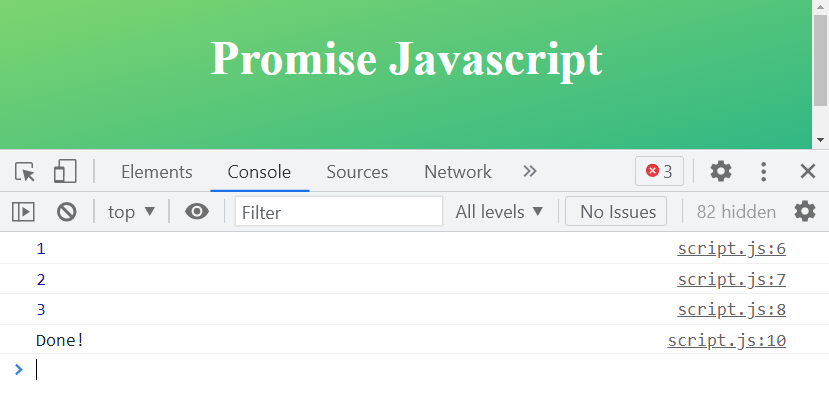 Promise Javascript
Elements Console Sources Network 3
top Filter All levels No Issues 82 hidden
1 script.js:6
2 script.js:7
3 script.js:8
Done! script.js:10